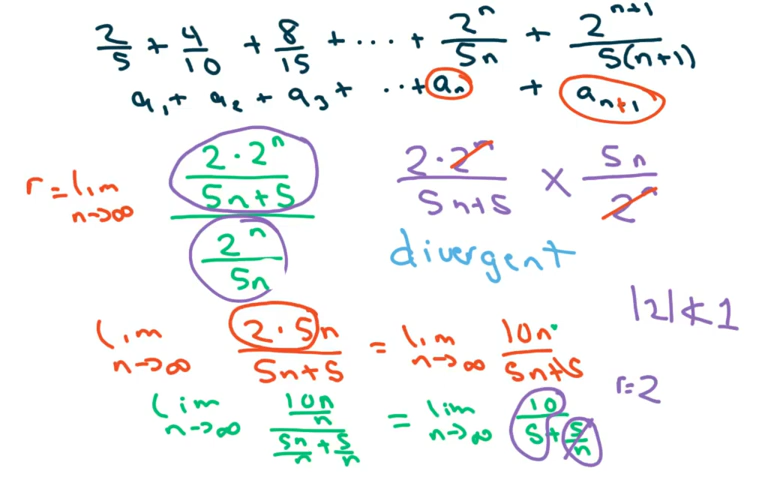 2/5 + 4/10 + 8/15 + ... + 2^n/5n + 2^(n+1)/5(n+1)
a₁ + a₂ + a₃ + ... + aₙ + aₙ₊₁
r = lim n→∞ (2·2^n/(5n+5))/(2^n/5n)
2·2^n/(5n+5) × 5n/2^n
divergent
|2| ≮ 1
lim n→∞ 2·5n/(5n+5) = lim n→∞ 10n/(5n+5)
r=2
lim n→∞ (10n/n)/(5n/n + 5/n) = lim n→∞ 10/(5 + 5/n)